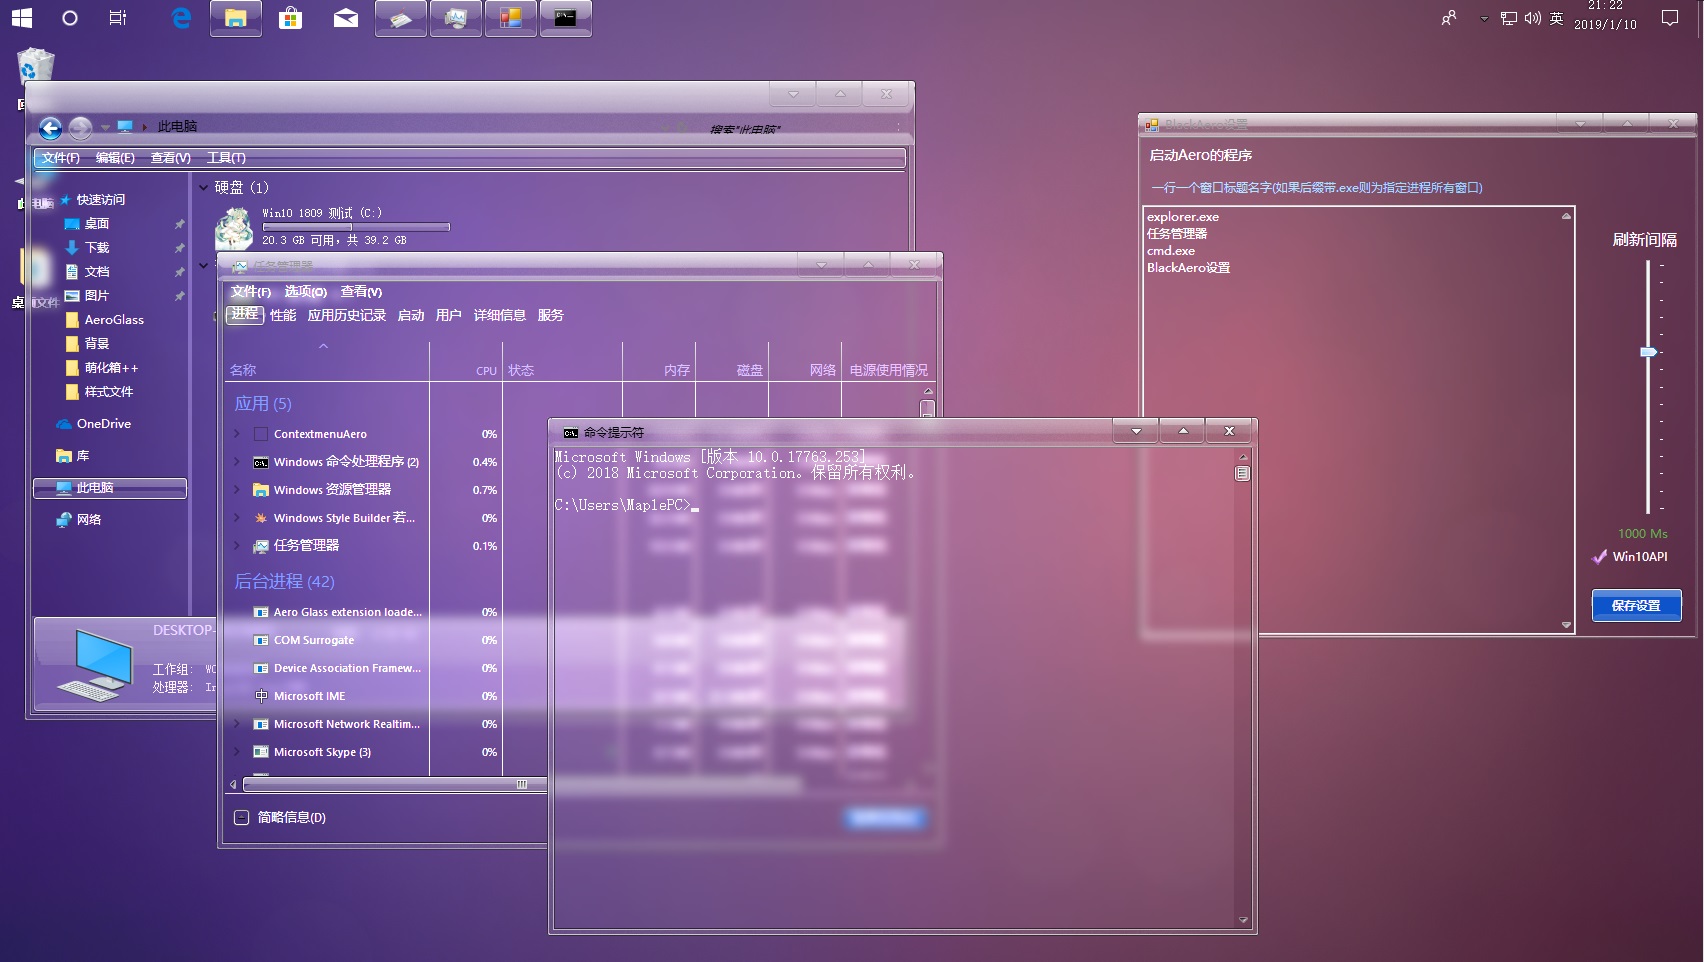 英
21:22
2019/1/10
此电脑
搜索"此电脑"
文件(F) 编辑(E) 查看(V) 工具(T)
快速访问
桌面
下载
文档
图片
AeroGlass
背景
萌化箱++
样式文件
OneDrive
库
此电脑
网络
硬盘 (1)
Win10 1809 测试 (C:)
20.3 GB 可用，共 39.2 GB
DESKTOP-
工作组:
处理器:
任务管理器
文件(F) 选项(O) 查看(V)
进程 性能 应用历史记录 启动 用户 详细信息 服务
名称 CPU 状态 内存 磁盘 网络 电源使用情况
应用 (5)
ContextmenuAero 0%
Windows 命令处理程序 (2) 0.4%
Windows 资源管理器 0.7%
Windows Style Builder 若... 0%
任务管理器 0.1%
后台进程 (42)
Aero Glass extension loade... 0%
COM Surrogate 0%
Device Association Framew... 0%
Microsoft IME 0%
Microsoft Network Realtim... 0%
Microsoft Skype (3) 0%
简略信息(D)
命令提示符
Microsoft Windows [版本 10.0.17763.253]
(c) 2018 Microsoft Corporation。保留所有权利。
C:\Users\MaplePC>
BlackAero设置
启动Aero的程序
一行一个窗口标题名字(如果后缀带.exe则为指定进程所有窗口)
explorer.exe
任务管理器
cmd.exe
BlackAero设置
刷新间隔
1000 Ms
Win10API
保存设置